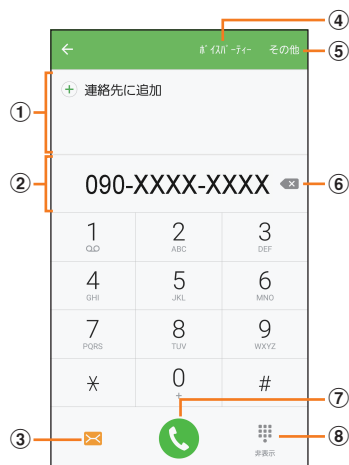 ④
ﾎﾞｲｽﾊﾟｰﾃｨｰ その他
⑤
連絡先に追加
①
②
090-XXXX-XXXX
⑥
1 2 3
ABC DEF
4 5 6
GHI JKL MNO
7 8 9
PQRS TUV WXYZ
* 0 #
+
⑦
③
⑧
非表示